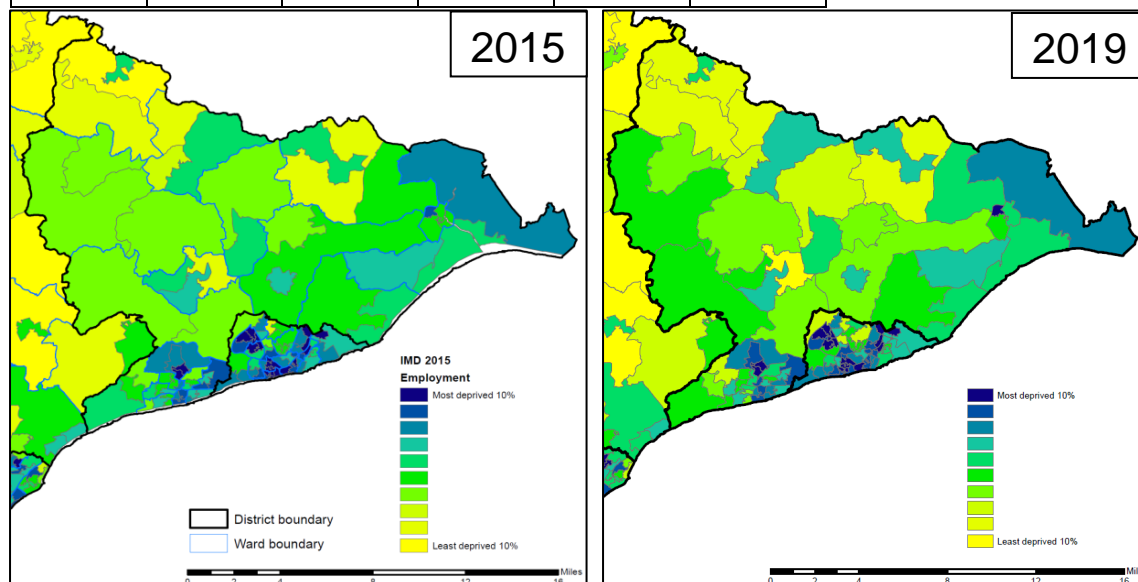 2015
IMD 2015
Employment
Most deprived 10%
Least deprived 10%
District boundary
Ward boundary
Miles
0 2 4 8 12 16
2019
Most deprived 10%
Least deprived 10%
Mil
0 2 4 8 12 16